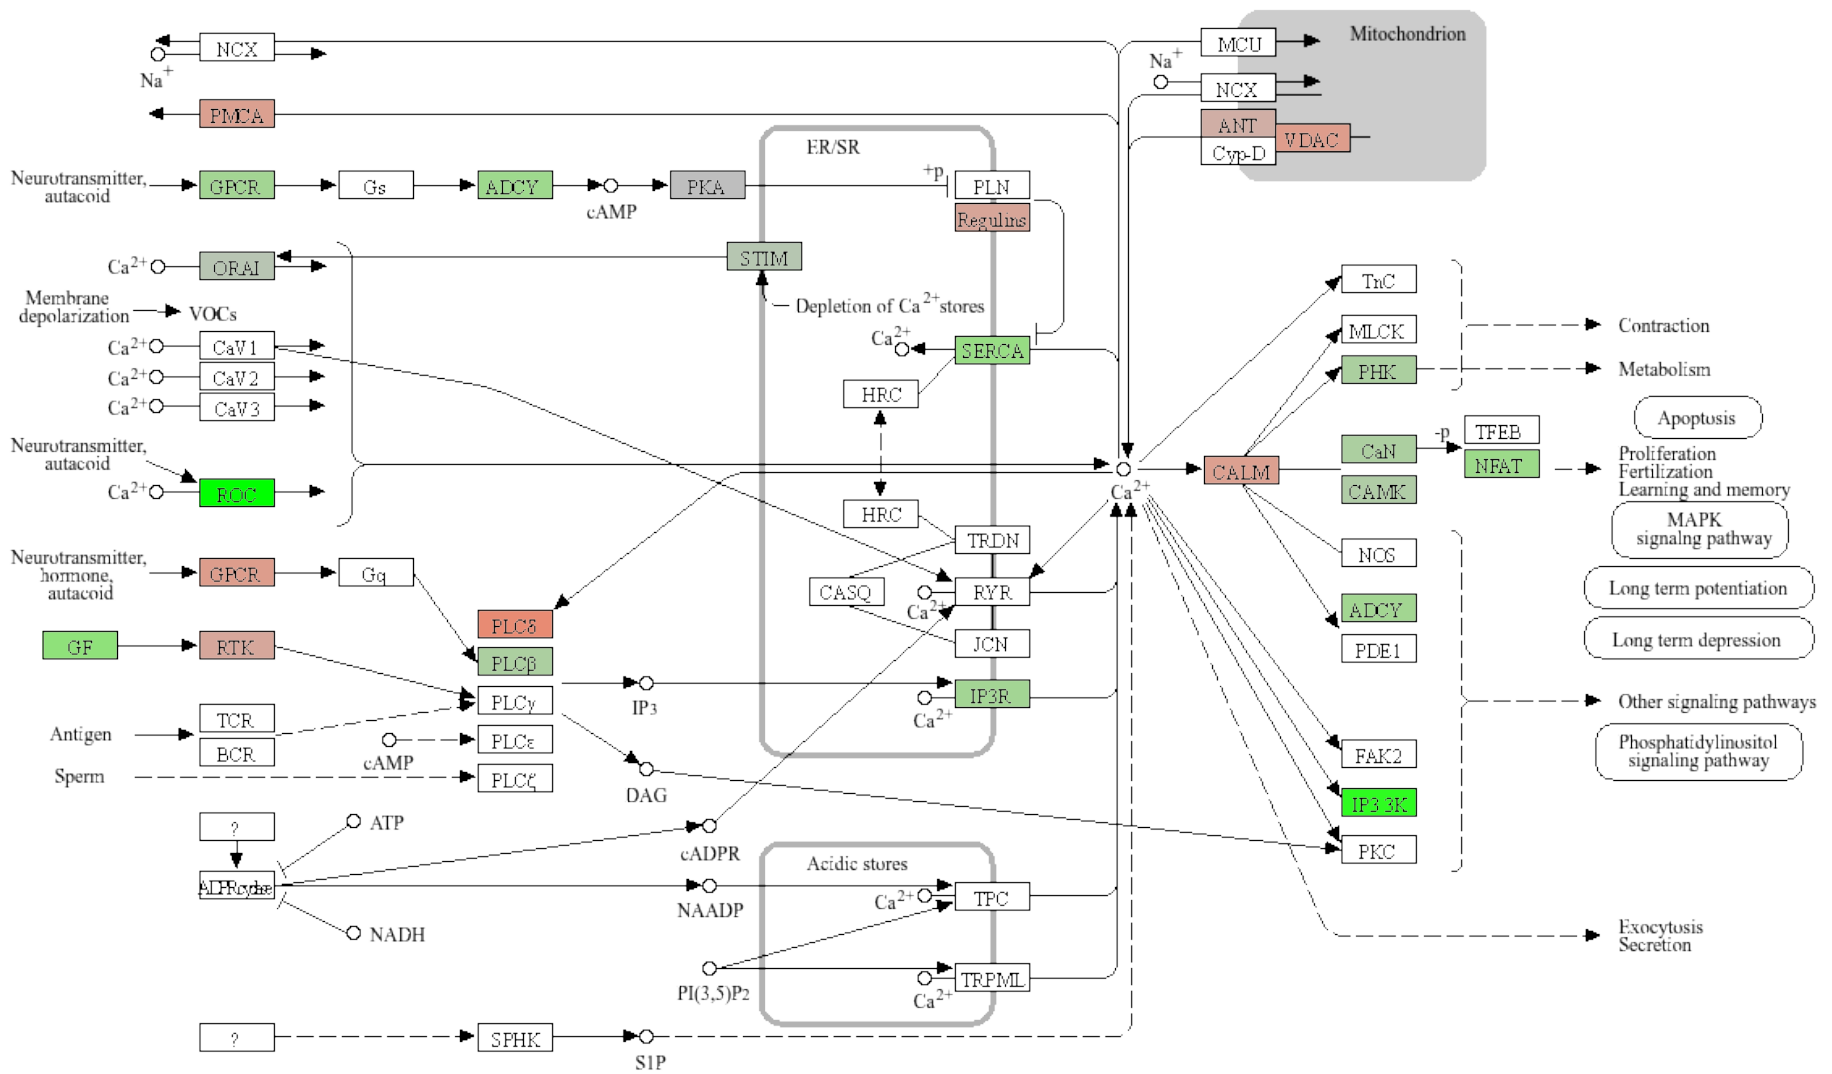 NCX
Na+
PMCA
Neurotransmitter,
autacoid
GPCR
Gs
ADCY
cAMP
PKA
ER/SR
+p
PLN
Regulins
MCU
Mitochondrion
Na+
NCX
ANT
VDAC
Cyp-D
Ca2+
ORAI
STIM
Membrane
depolarization
VOCs
Depletion of Ca2+ stores
Ca2+
CaV1
Ca2+
CaV2
Ca2+
CaV3
Ca2+
SERCA
HRC
Neurotransmitter,
autacoid
Ca2+
ROC
HRC
TRDN
CASQ
Ca2+
RYR
JCN
Neurotransmitter,
hormone,
autacoid
GPCR
Gq
GF
RTK
PLCδ
PLCβ
PLCγ
PLCε
PLCζ
IP3
Ca2+
IP3R
Antigen
TCR
BCR
cAMP
Sperm
DAG
?
ATP
cADPR
NADH
NAADP
Acidic stores
Ca2+
TPC
PI(3,5)P2
Ca2+
TRPML
?
SPHK
S1P
Ca2+
CALM
TnC
MLCK
PHK
CaN
CAMK
-p
TFEB
NFAT
NOS
ADCY
PDE1
FAK2
IP3 3K
PKC
Contraction
Metabolism
Apoptosis
Proliferation
Fertilization
Learning and memory
MAPK
signalng pathway
Long term potentiation
Long term depression
Other signaling pathways
Phosphatidylinositol
signaling pathway
Exocytosis
Secretion